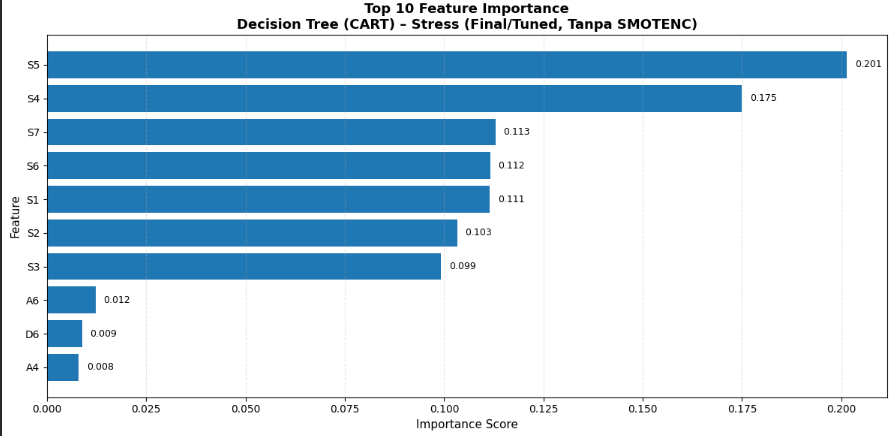 Top 10 Feature Importance
Decision Tree (CART) – Stress (Final/Tuned, Tanpa SMOTENC)
S5 0.201
S4 0.175
S7 0.113
S6 0.112
S1 0.111
S2 0.103
S3 0.099
A6 0.012
D6 0.009
A4 0.008
Feature
0.000 0.025 0.050 0.075 0.100 0.125 0.150 0.175 0.200
Importance Score